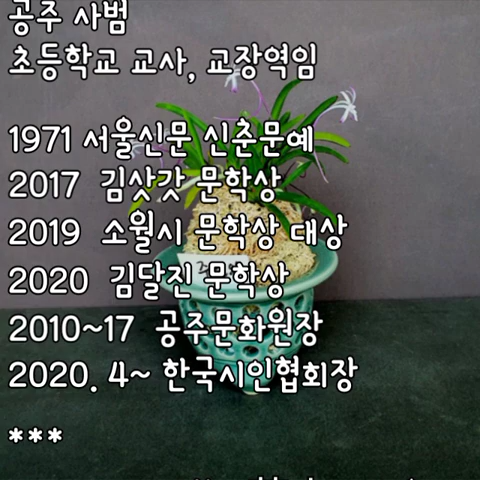 공주 사범
초등학교 교사, 교장역임
1971 서울신문 신춘문예
2017 김삿갓 문학상
2019 소월시 문학상 대상
2020 김달진 문학상
2010~17 공주문화원장
2020. 4~ 한국시인협회장
***